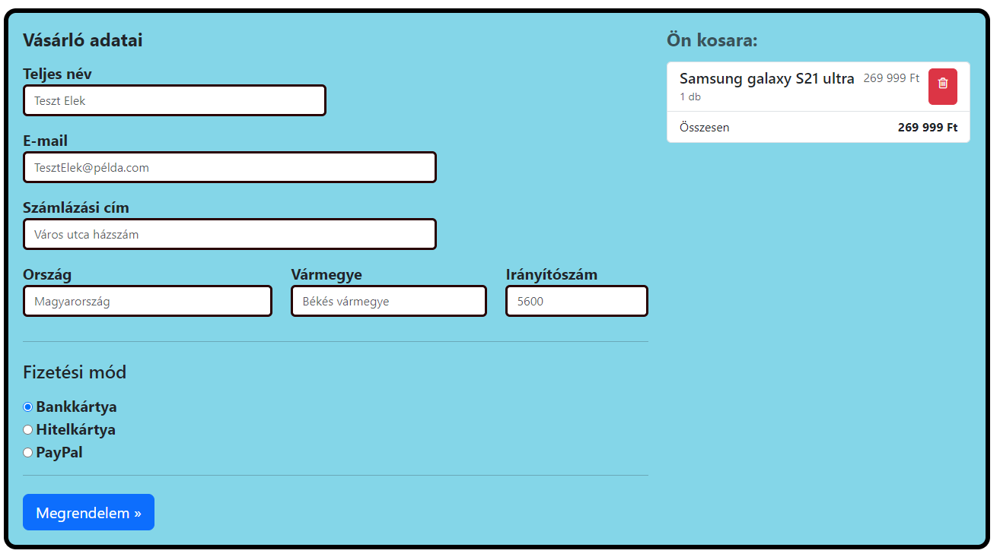 Vásárló adatai
Teljes név
Teszt Elek
E-mail
TesztElek@példa.com
Számlázási cím
Város utca házszám
Ország Vármegye Irányítószám
Magyarország Békés vármegye 5600
Fizetési mód
Bankkártya
Hitelkártya
PayPal
Megrendelem »
Ön kosara:
Samsung galaxy S21 ultra 269 999 Ft
1 db
Összesen 269 999 Ft